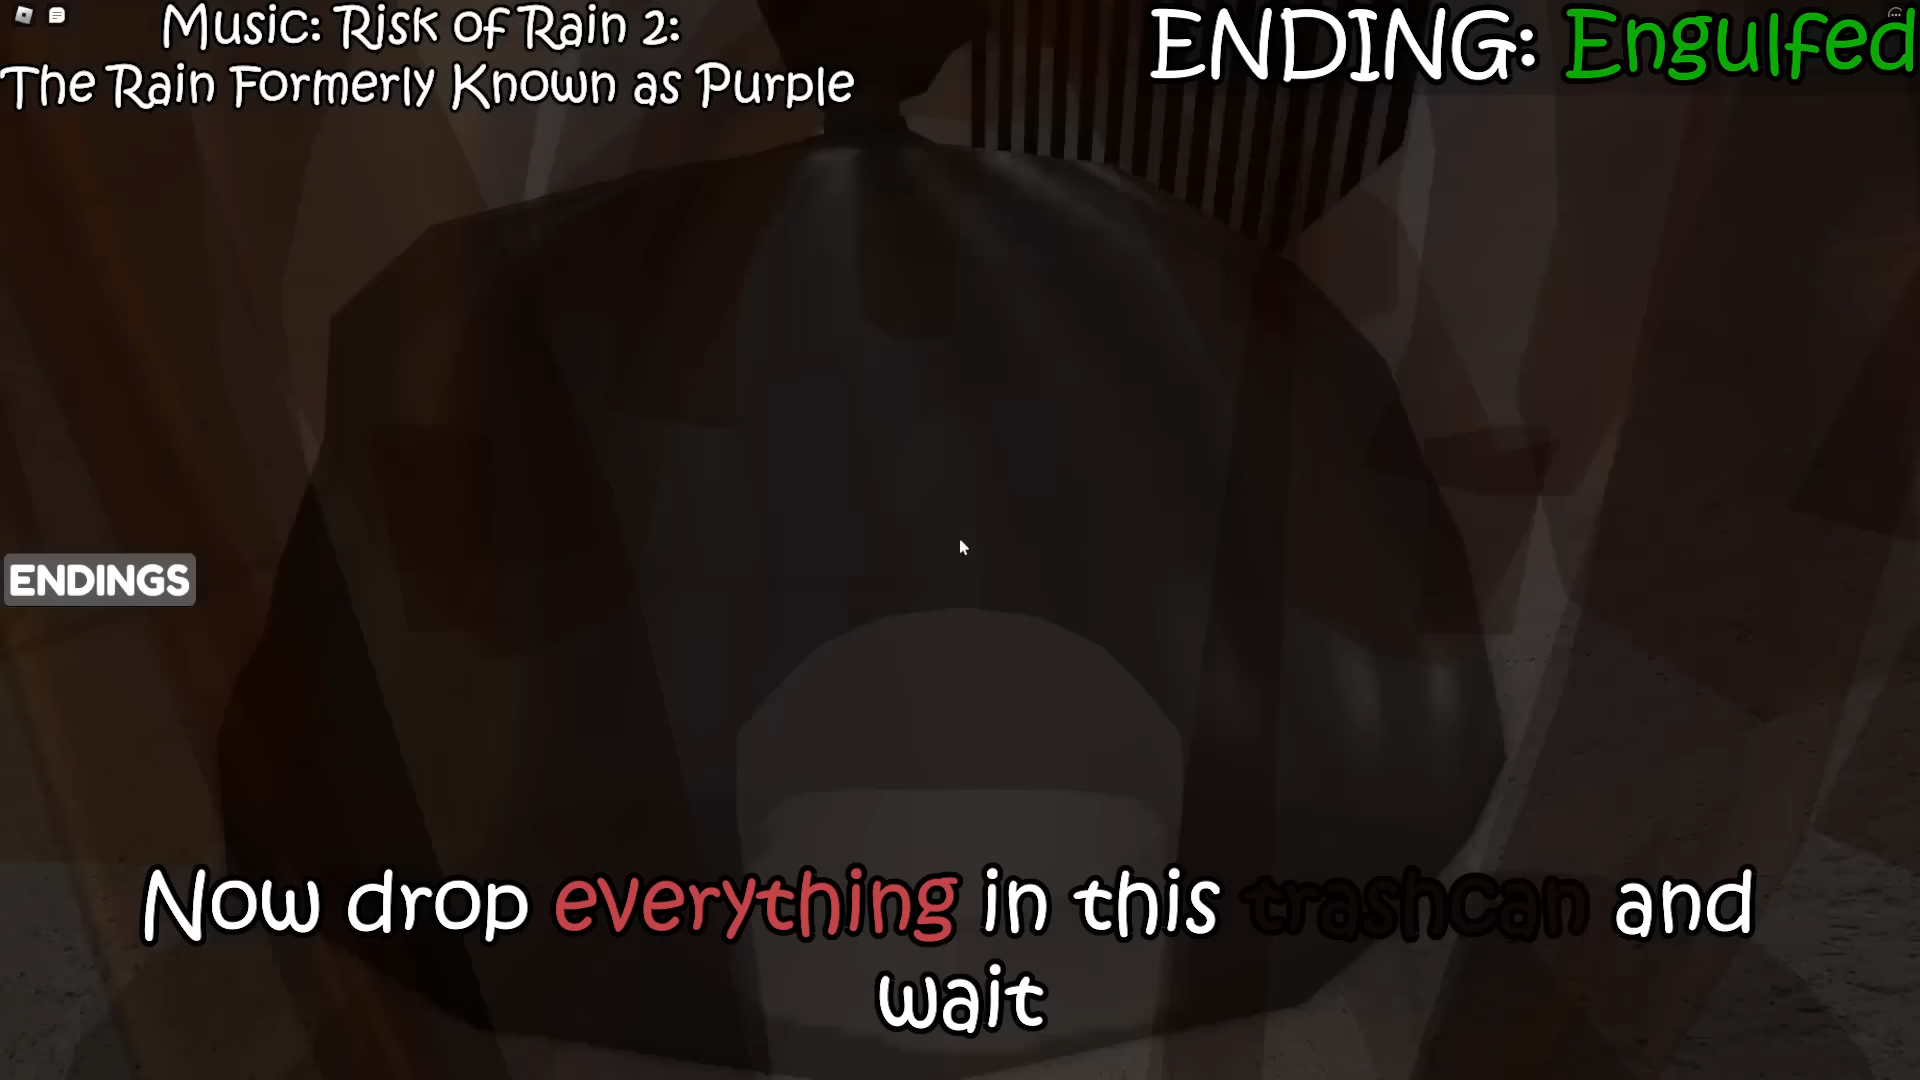 Music: Risk of Rain 2:
The Rain Formerly Known as Purple
ENDING: Engulfed
ENDINGS
Now drop everything in this trashcan and
wait